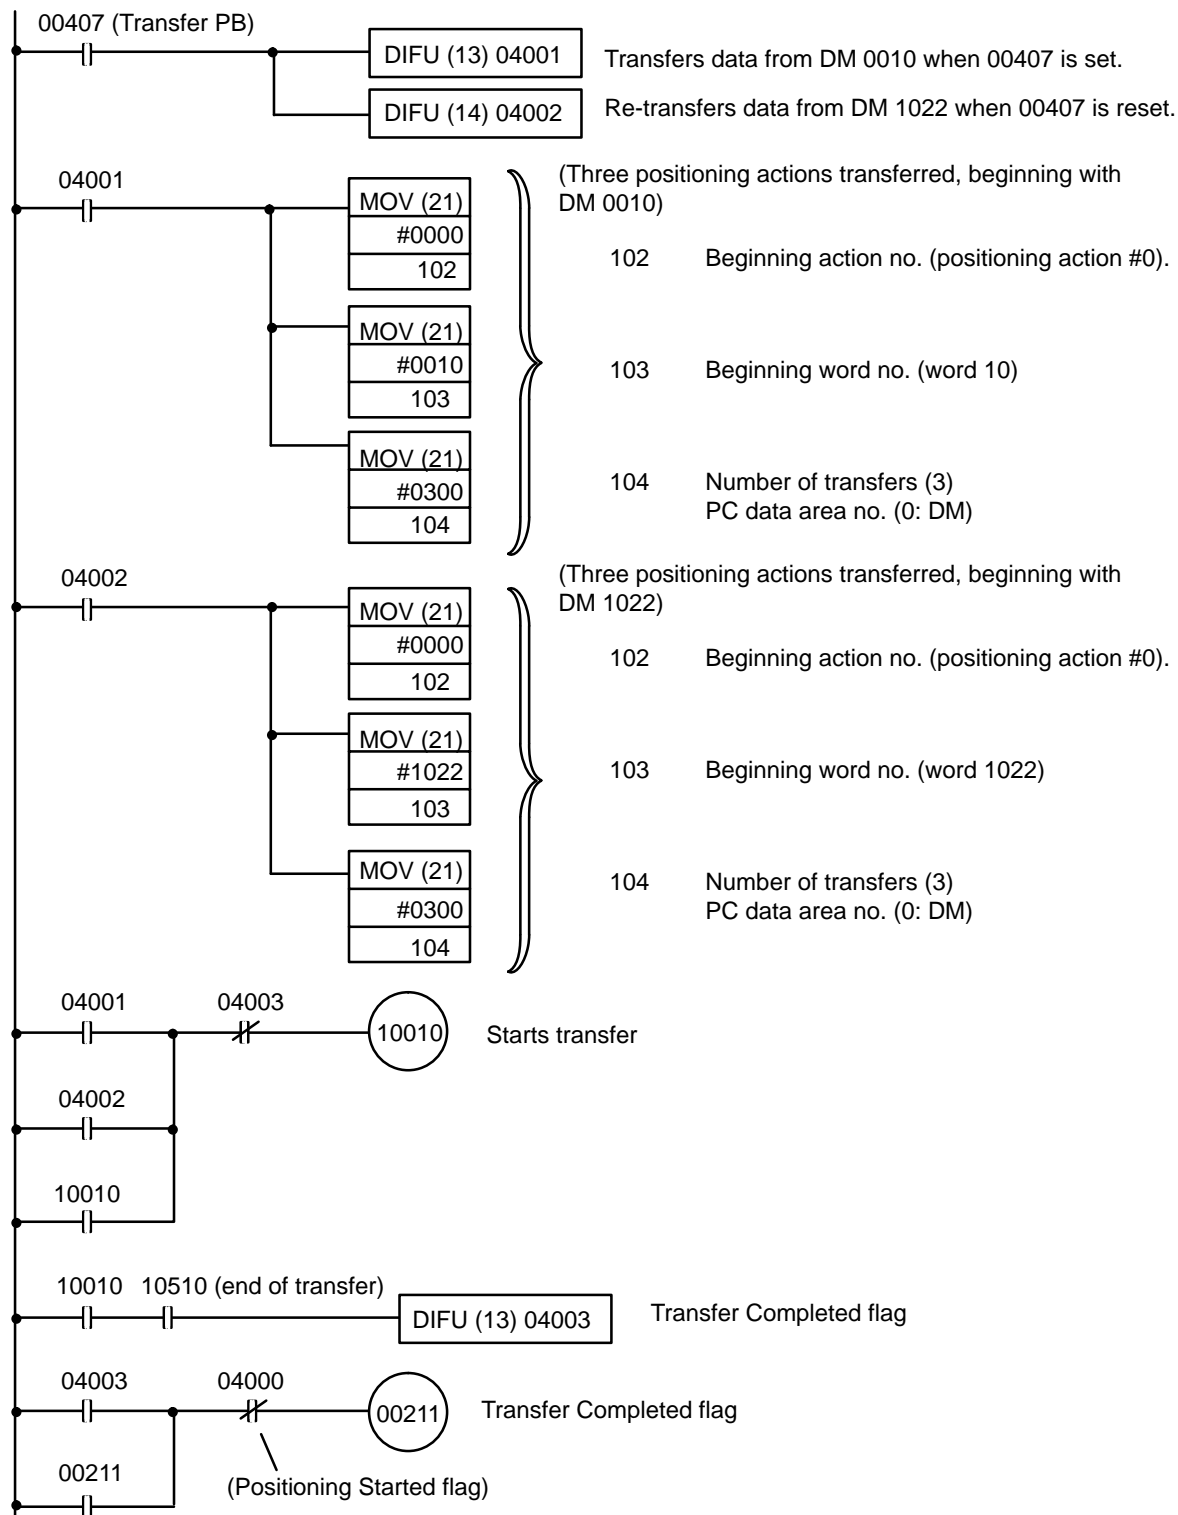 00407 (Transfer PB)
DIFU (13) 04001
Transfers data from DM 0010 when 00407 is set.
DIFU (14) 04002
Re-transfers data from DM 1022 when 00407 is reset.
04001
MOV (21)
#0000
102
(Three positioning actions transferred, beginning with
DM 0010)
102 Beginning action no. (positioning action #0).
MOV (21)
#0010
103
103 Beginning word no. (word 10)
MOV (21)
#0300
104
104 Number of transfers (3)
PC data area no. (0: DM)
04002
MOV (21)
#0000
102
(Three positioning actions transferred, beginning with
DM 1022)
102 Beginning action no. (positioning action #0).
MOV (21)
#1022
103
103 Beginning word no. (word 1022)
MOV (21)
#0300
104
104 Number of transfers (3)
PC data area no. (0: DM)
04001
04003
10010
Starts transfer
04002
10010
10010
10510 (end of transfer)
DIFU (13) 04003
Transfer Completed flag
04003
04000
00211
Transfer Completed flag
00211
(Positioning Started flag)